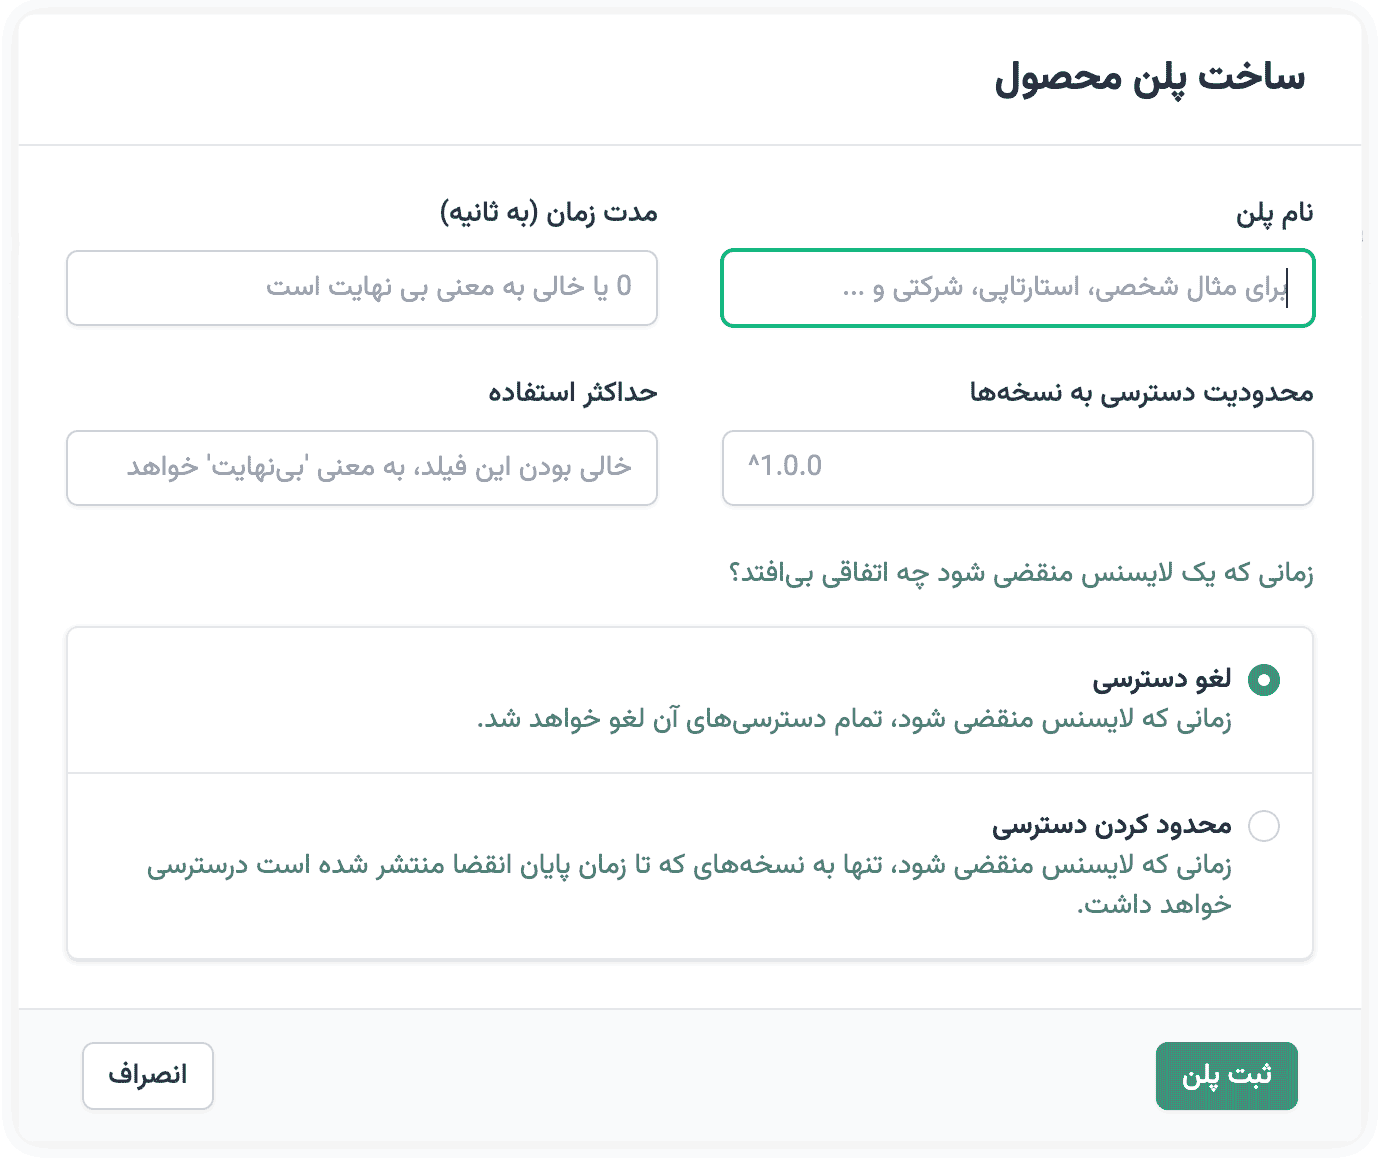 ساخت پلن محصول
نام پلن
برای مثال شخصی، استارتاپی، شرکتی و ...
مدت زمان (به ثانیه)
0 یا خالی به معنی بی نهایت است
محدودیت دسترسی به نسخه‌ها
^1.0.0
حداکثر استفاده
خالی بودن این فیلد، به معنی 'بی‌نهایت' خواهد
زمانی که یک لایسنس منقضی شود چه اتفاقی بی‌افتد؟
لغو دسترسی
زمانی که لایسنس منقضی شود، تمام دسترسی‌های آن لغو خواهد شد.
محدود کردن دسترسی
زمانی که لایسنس منقضی شود، تنها به نسخه‌های که تا زمان پایان انقضا منتشر شده است درسترسی
خواهد داشت.
ثبت پلن
انصراف